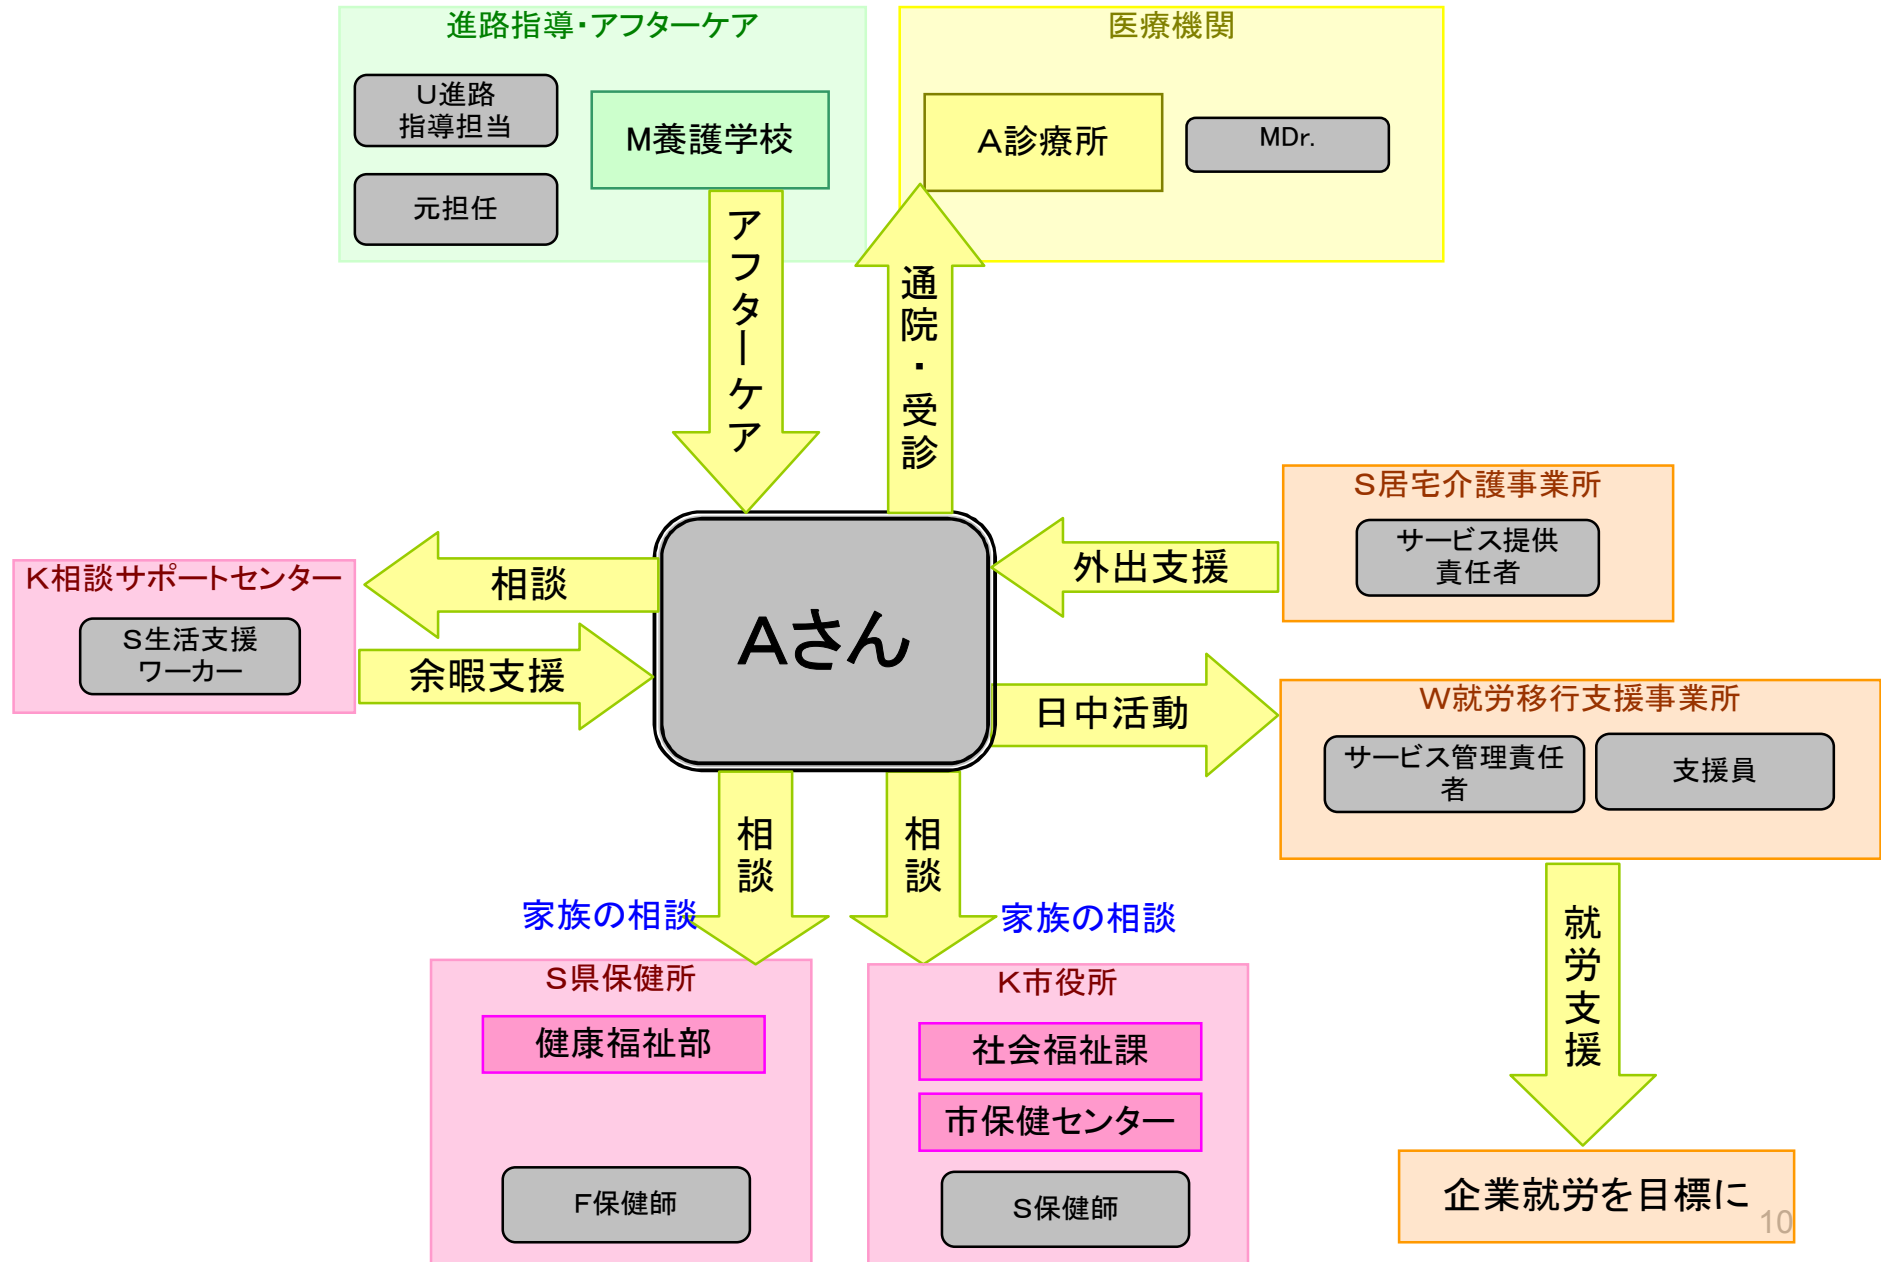 進路指導・アフターケア
U進路
指導担当
元担任
M養護学校
医療機関
A診療所
MDr.
アフターケア
通院・受診
S居宅介護事業所
サービス提供
責任者
外出支援
K相談サポートセンター
S生活支援
ワーカー
相談
余暇支援
Aさん
日中活動
W就労移行支援事業所
サービス管理責任
者
支援員
相談
相談
家族の相談
家族の相談
就労支援
S県保健所
健康福祉部
F保健師
K市役所
社会福祉課
市保健センター
S保健師
企業就労を目標に
10